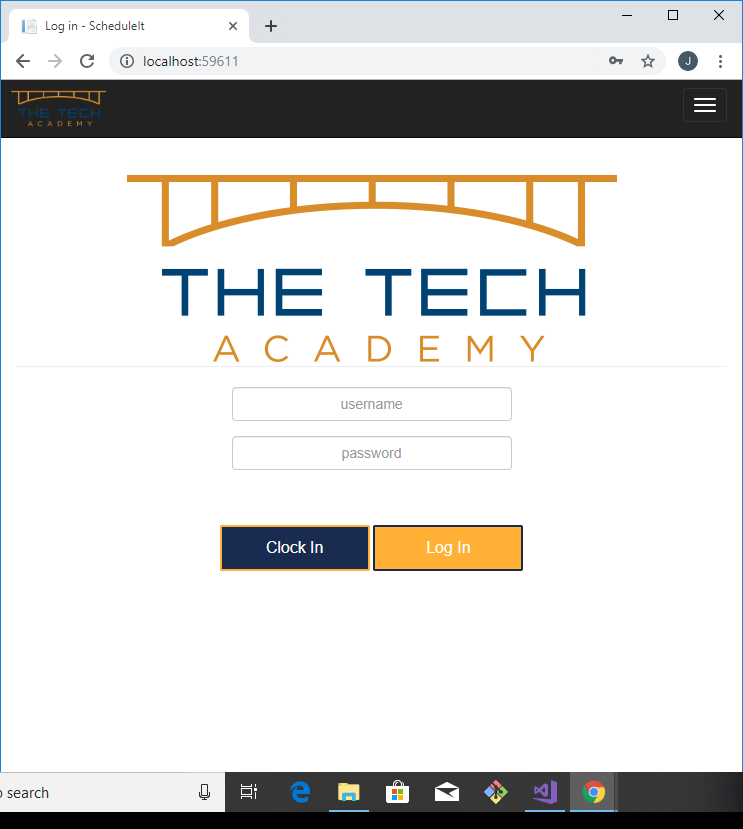 Log in - ScheduleIt
localhost:59611
J
THE TECH
ACADEMY
THE TECH
ACADEMY
username
password
Clock In
Log In
o search